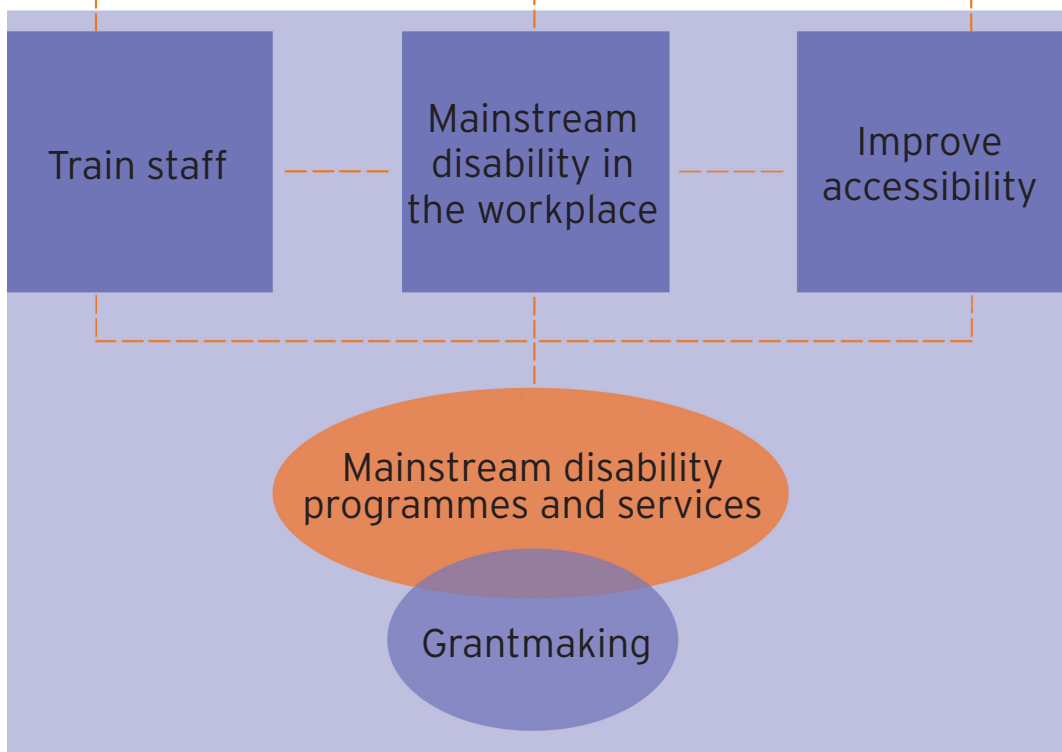 Train staff
Mainstream
disability in
the workplace
Improve
accessibility
Mainstream disability
programmes and services
Grantmaking